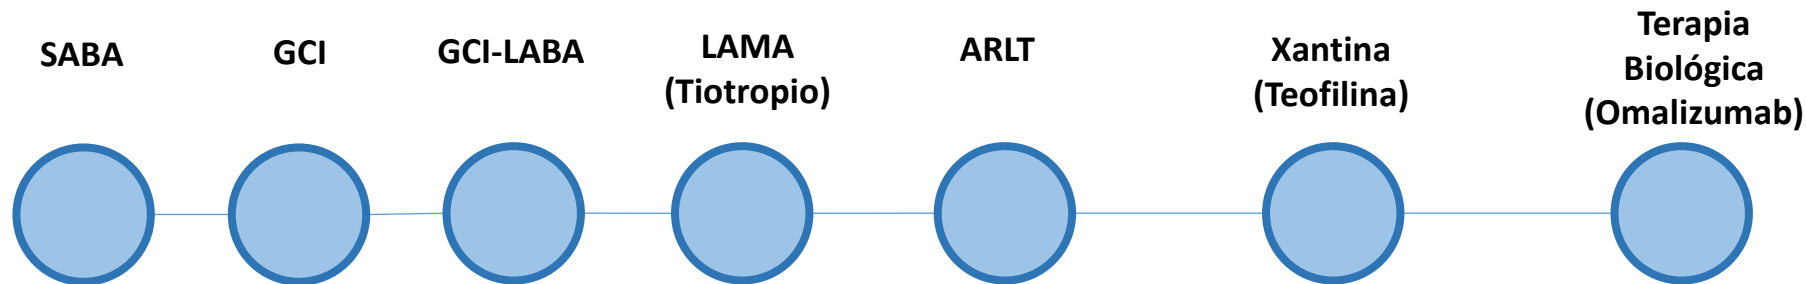 SABA
GCI
GCI-LABA
LAMA
(Tiotropio)
ARLT
Xantina
(Teofilina)
Terapia
Biológica
(Omalizumab)